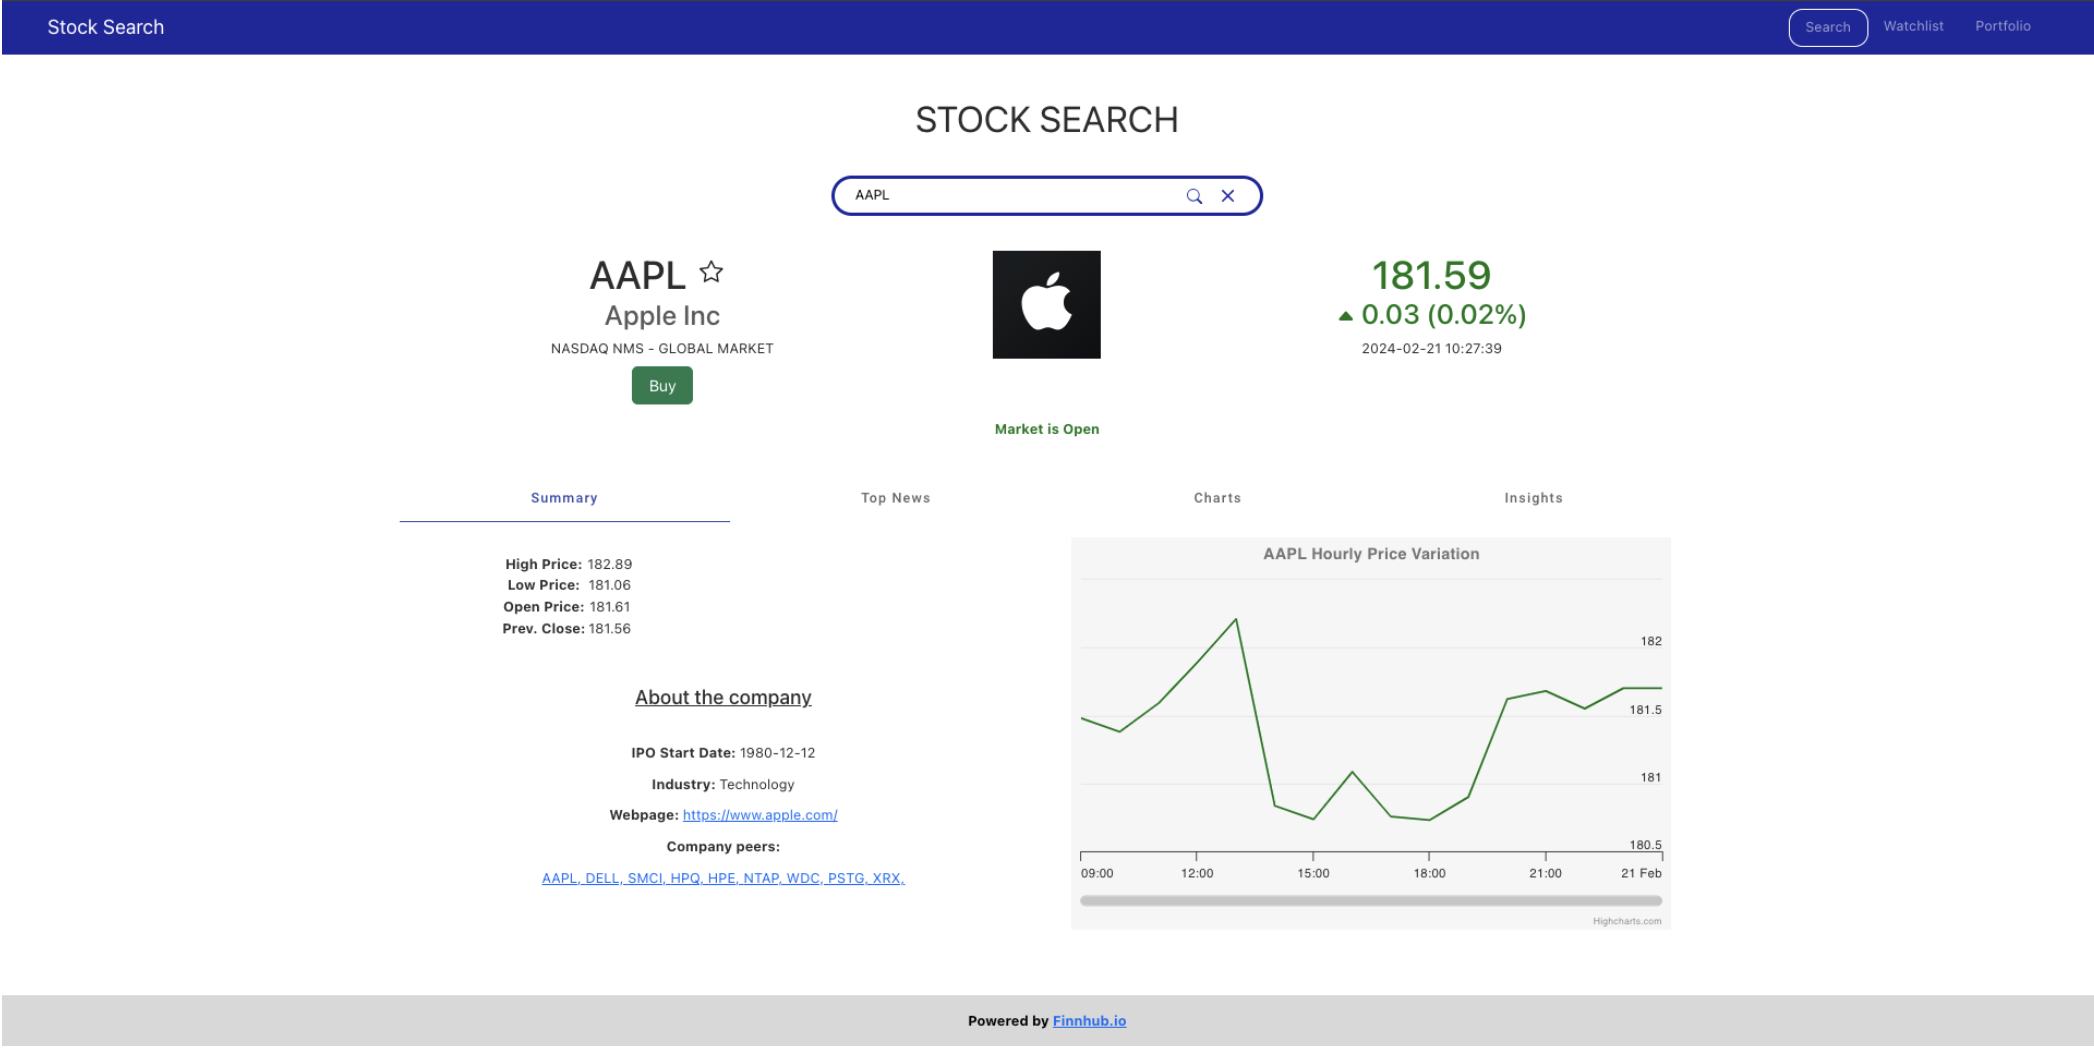 Stock Search
Search
Watchlist
Portfolio
STOCK SEARCH
AAPL
AAPL
Apple Inc
NASDAQ NMS - GLOBAL MARKET
Buy
181.59
0.03 (0.02%)
2024-02-21 10:27:39
Market is Open
Summary
Top News
Charts
Insights
High Price: 182.89
Low Price: 181.06
Open Price: 181.61
Prev. Close: 181.56
About the company
IPO Start Date: 1980-12-12
Industry: Technology
Webpage: https://www.apple.com/
Company peers:
AAPL, DELL, SMCI, HPQ, HPE, NTAP, WDC, PSTG, XRX,
AAPL Hourly Price Variation
182
181.5
181
180.5
09:00
12:00
15:00
18:00
21:00
21 Feb
Highcharts.com
Powered by Finnhub.io